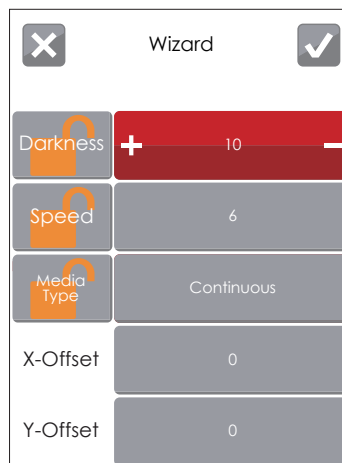 Wizard
Darkness
+ 10 −
Speed
6
Media
Type
Continuous
X-Offset
0
Y-Offset
0